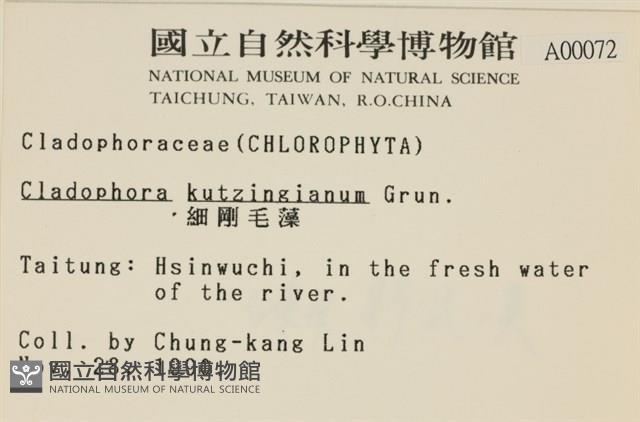 國立自然科學博物館 A00072
NATIONAL MUSEUM OF NATURAL SCIENCE
TAICHUNG, TAIWAN, R.O.CHINA
Cladophoraceae(CHLOROPHYTA)
Cladophora kutzingianum Grun.
細剛毛藻
Taitung: Hsinwuchi, in the fresh water
of the river.
Coll. by Chung-kang Lin
Nov. 28,
國立自然科學博物館
NATIONAL MUSEUM OF NATURAL SCIENCE